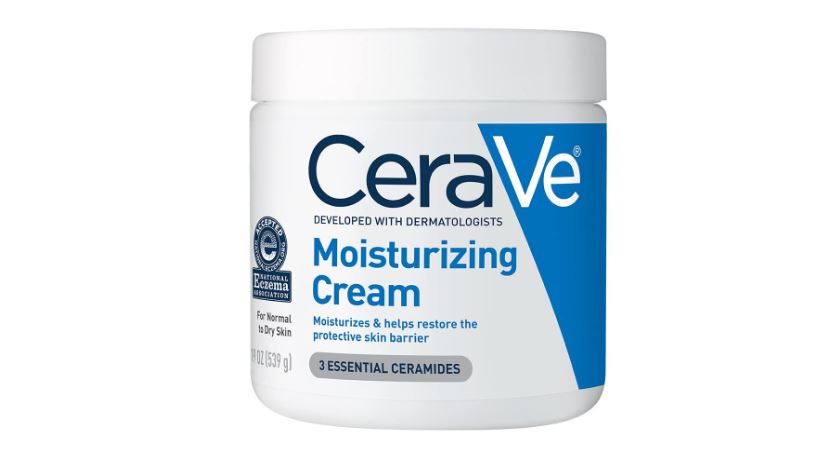 CeraVe®
DEVELOPED WITH DERMATOLOGISTS
Moisturizing
Cream
Moisturizes & helps restore the
protective skin barrier
3 ESSENTIAL CERAMIDES
ACCEPTED
e
NATIONAL
Eczema
ASSOCIATION
For Normal
to Dry Skin
19 OZ (539 g)